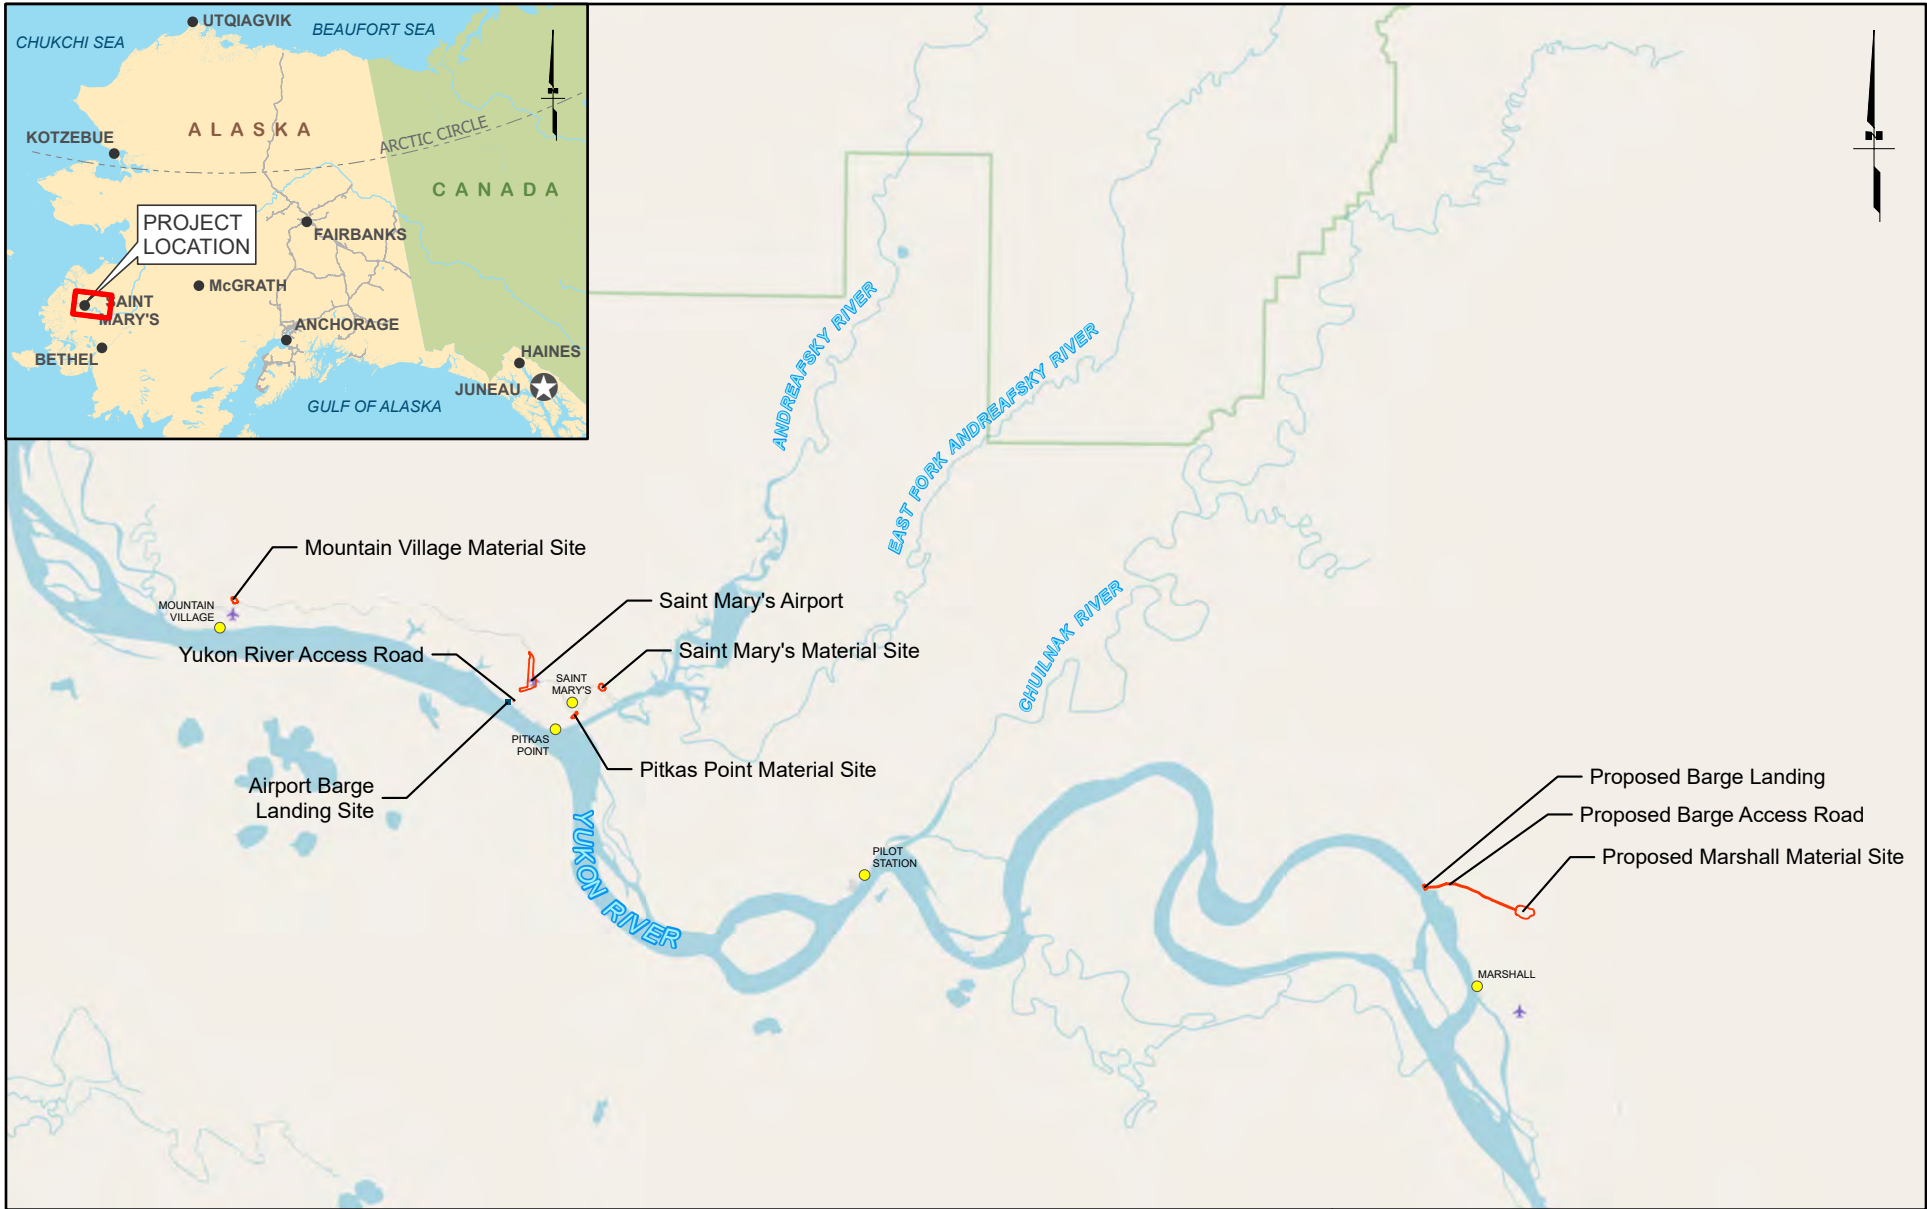 UTQIAGVIK
CHUKCHI SEA
BEAUFORT SEA
ALASKA
KOTZEBUE
ARCTIC CIRCLE
CANADA
PROJECT
LOCATION
FAIRBANKS
McGRATH
SAINT
MARY'S
ANCHORAGE
BETHEL
HAINES
JUNEAU
GULF OF ALASKA
N
N
ANDREAFSKY RIVER
EAST FORK ANDREAFSKY RIVER
CHUILNAK RIVER
Mountain Village Material Site
MOUNTAIN
VILLAGE
Saint Mary's Airport
Yukon River Access Road
Saint Mary's Material Site
SAINT
MARY'S
PITKAS
POINT
Pitkas Point Material Site
Airport Barge
Landing Site
YUKON RIVER
PILOT
STATION
Proposed Barge Landing
Proposed Barge Access Road
Proposed Marshall Material Site
MARSHALL